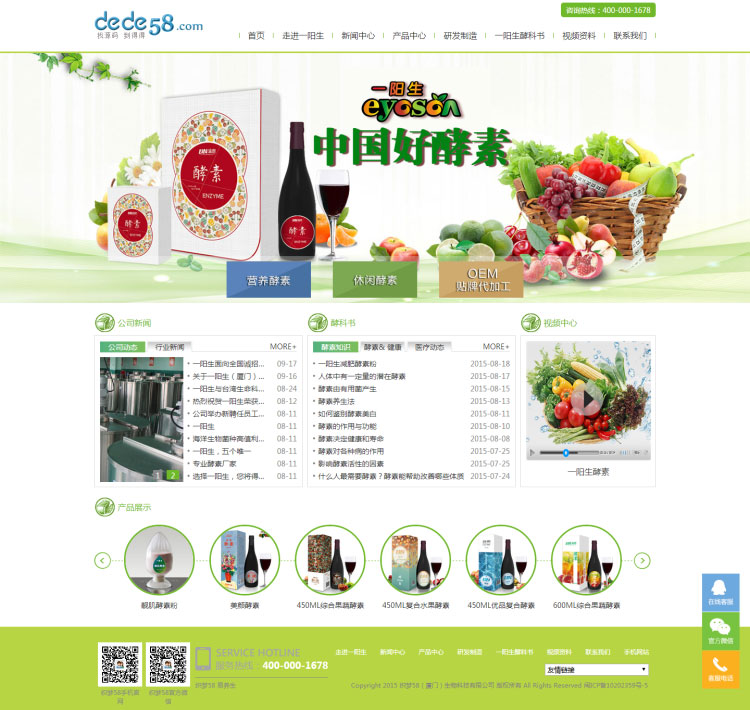 咨询热线：400-000-1678
dede58.com
找源码 到得得
首页 走进一阳生 新闻中心 产品中心 研发制造 一阳生酵科书 视频资料 联系我们
一阳生
eyoson
中国好酵素
酵素
ENZYME
酵素
酵素
营养酵素
休闲酵素
OEM
贴牌代加工
公司新闻
公司动态 行业新闻 MORE+
一阳生面向全国诚招... 09-17
关于一阳生（厦门）... 09-16
一阳生与台湾生命科... 08-24
热烈祝贺一阳生荣获... 08-12
公司举办新聘任员工... 08-11
一阳生 08-11
海洋生物菌种高值利... 08-11
一阳生，五个唯一 08-11
专业酵素厂家 08-11
选择一阳生，您将得... 08-11
1 2
酵科书
酵素知识 酵素& 健康 医疗动态 MORE+
一阳生减肥酵素粉 2015-08-18
人体中有一定量的潜在酵素 2015-08-17
酵素由有用菌产生 2015-08-15
酵素养生法 2015-08-13
如何鉴别酵素美白 2015-08-11
酵素的作用与功能 2015-08-10
酵素决定健康和寿命 2015-08-08
酵素对各种病的作用 2015-07-25
影响酵素活性的因素 2015-07-25
什么人最需要酵素？酵素能帮助改善哪些体质 2015-07-24
视频中心
一阳生酵素
产品展示
靓肌酵素粉
美颜酵素
450ML综合果蔬酵素
450ML复合水果酵素
450ML优品复合酵素
600ML综合果蔬酵素
在线客服
官方微信
客服电话
织梦58手机官网
织梦58官方微信
SERVICE HOTLINE
服务热线：400-000-1678
走进一阳生 新闻中心 产品中心 研发制造 一阳生酵科书 视频资料 联系我们 手机网站
友情链接
Copyright 2015 织梦58（厦门）生物科技有限公司 版权所有 All Rights Reserved 闽ICP备10202359号-5